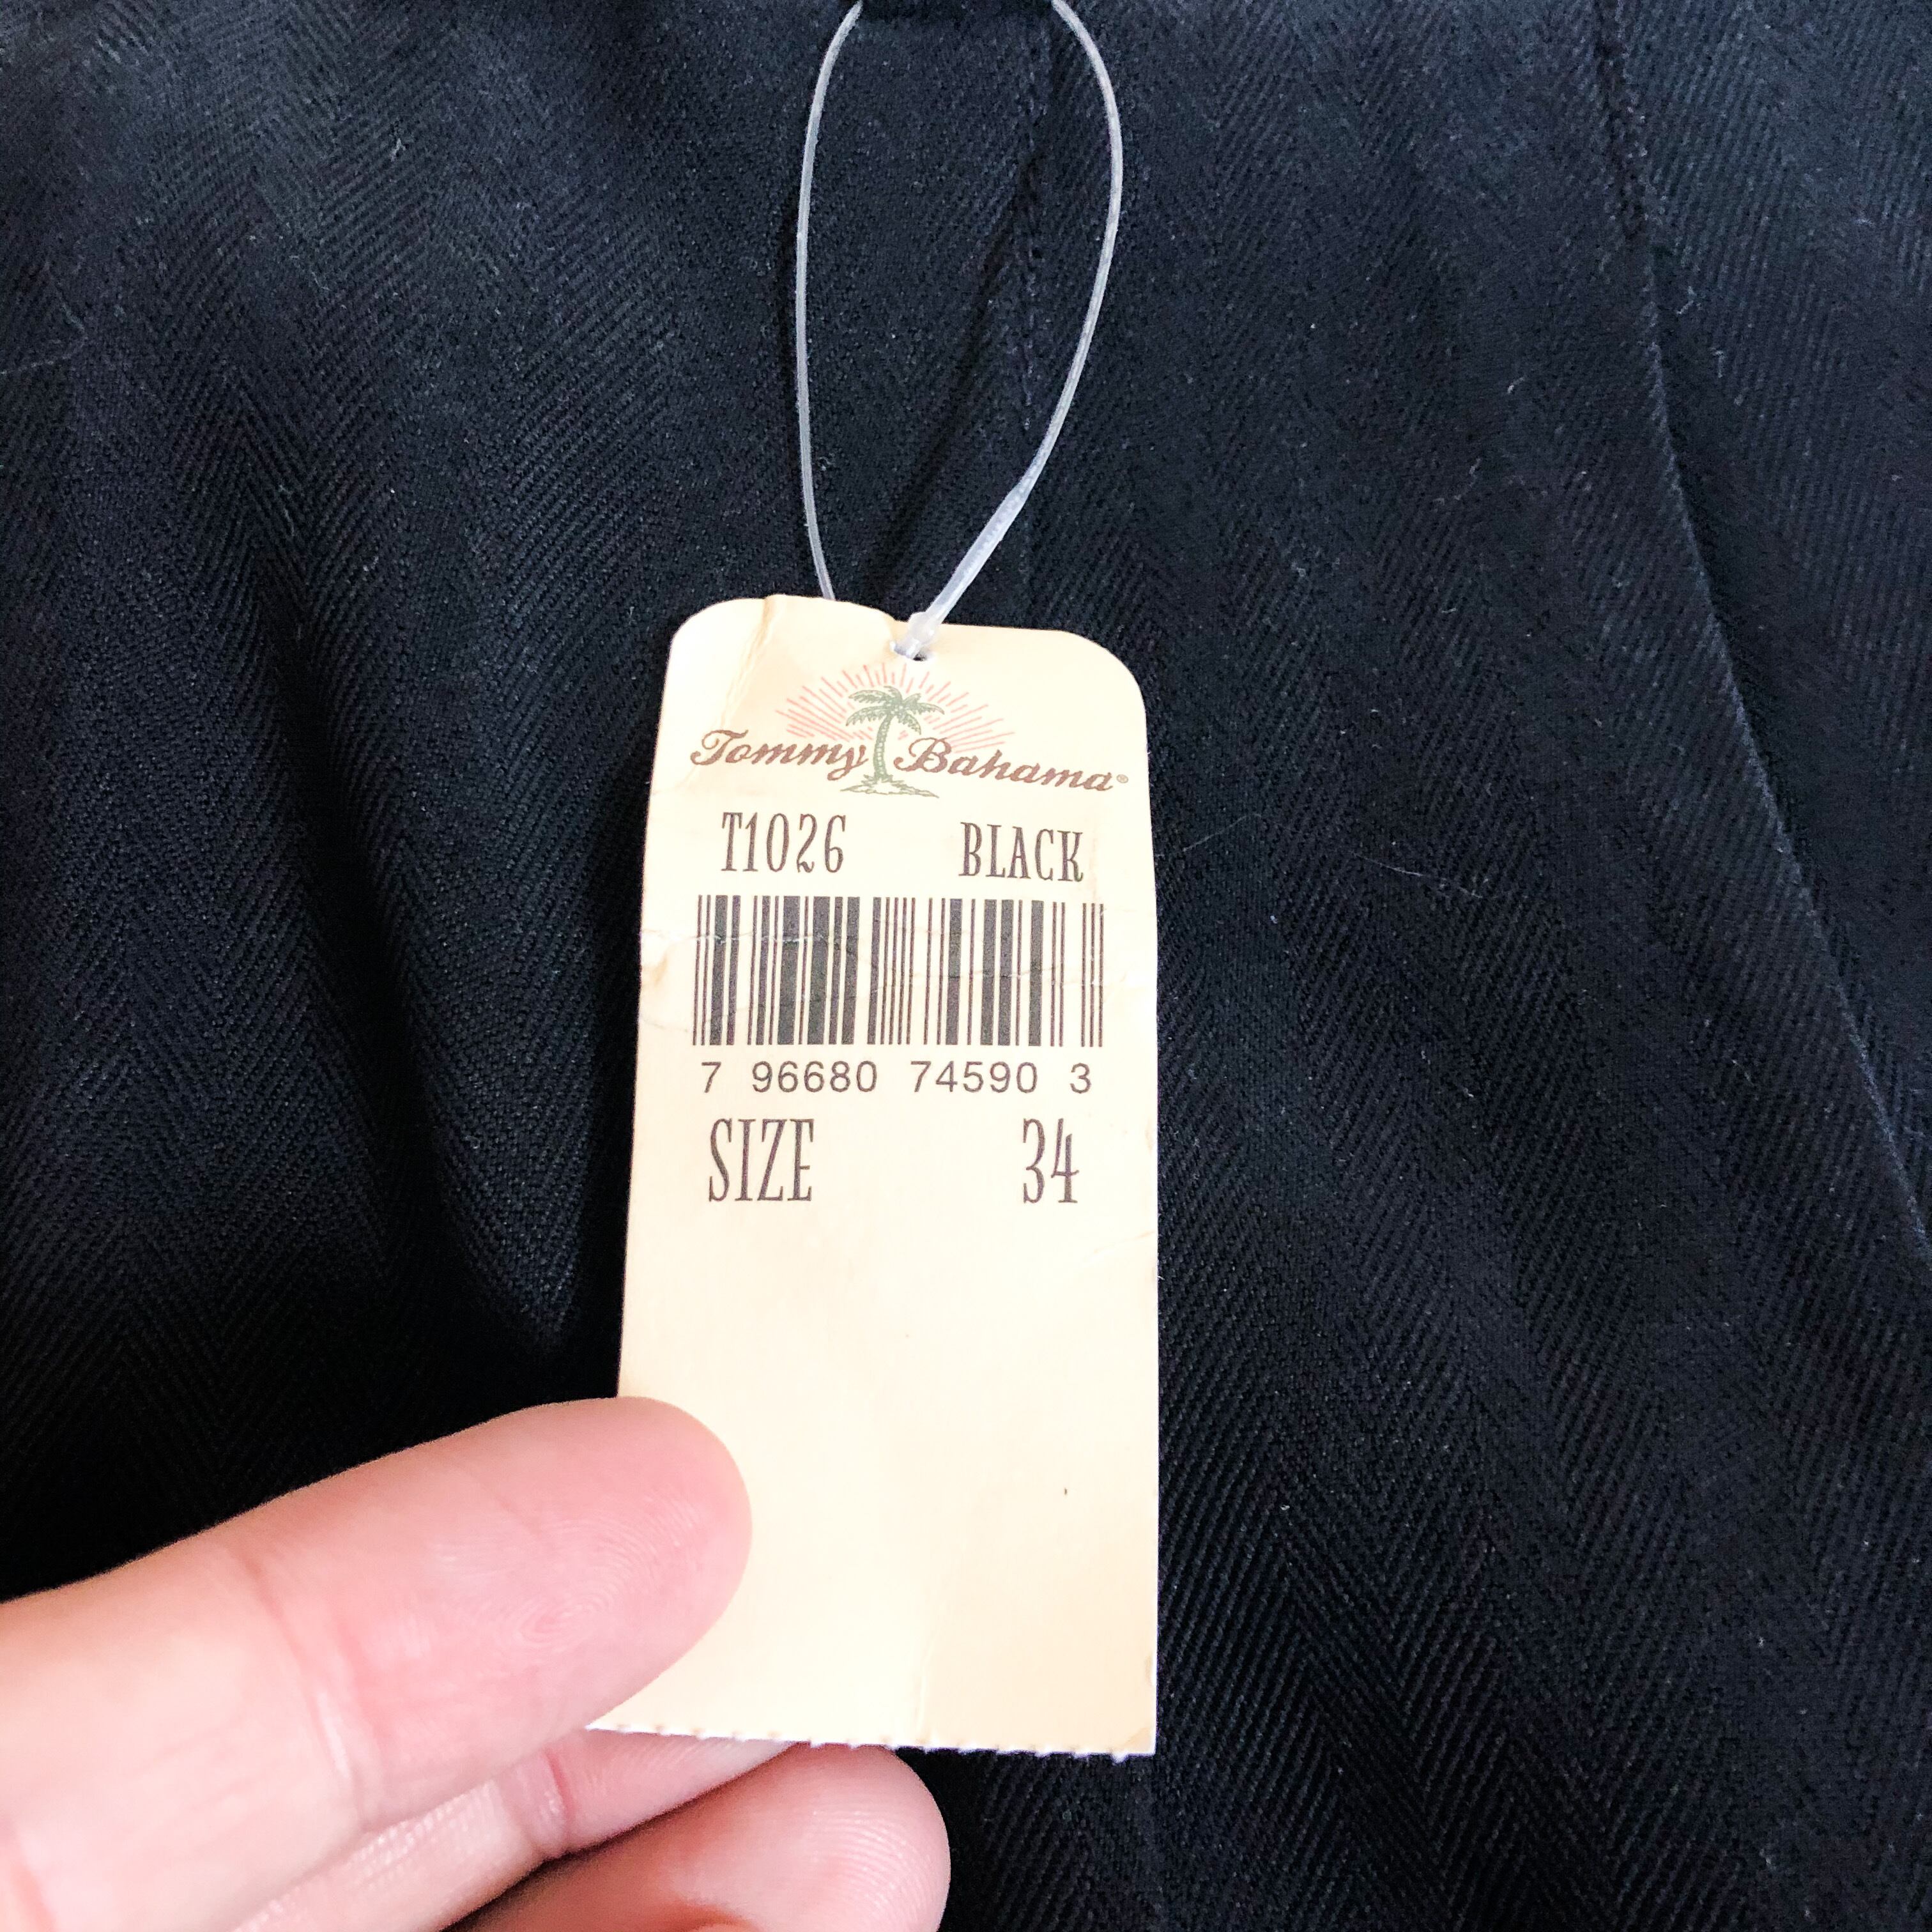 Tommy Bahama®
T1026 BLACK
7 96680 74590 3
SIZE 34